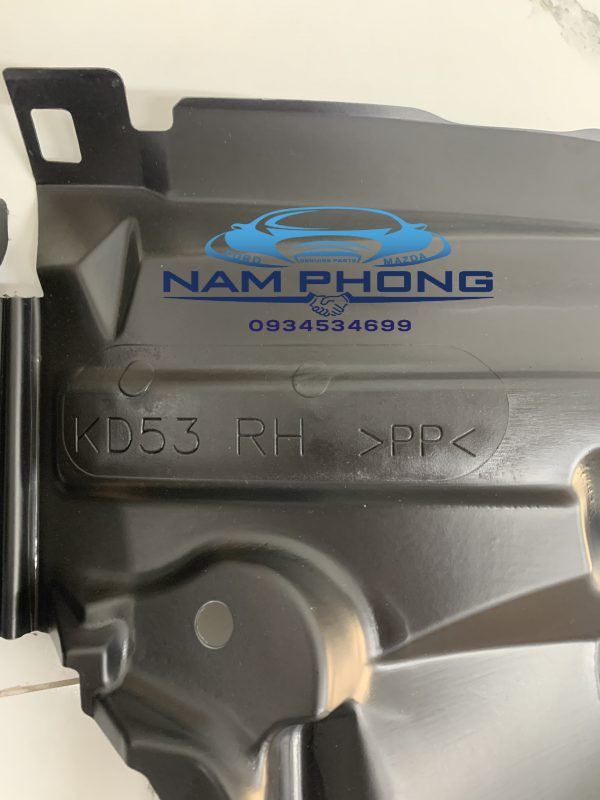 FORD GENUINE PARTS MAZDA
NAM PHONG
0934534699
KD53 RH >PP<